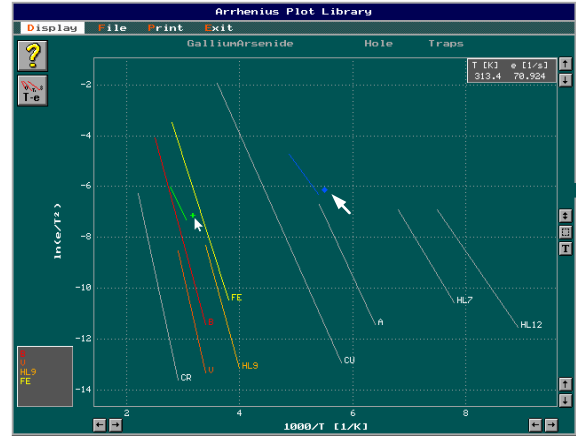 Arrhenius Plot Library
Display File Print Exit
GalliumArsenide Hole Traps
T [K] e [1/s]
313.4 70.924
?
T-e
-2
-4
-6
-8
-10
-12
-14
ln(e/T²)
FE
B
U
HL9
CR
CU
A
HL7
HL12
T
U
HL9
FE
2 4 6 8
1000/T [1/K]